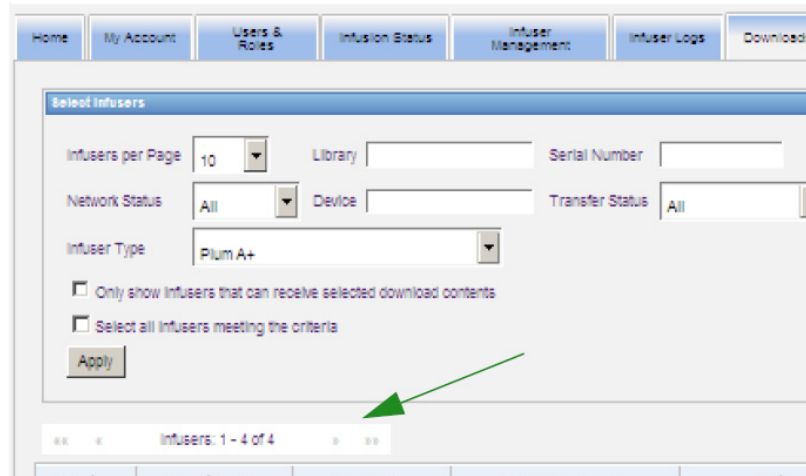 Home My Account Users & Roles Infusion Status Infuser Management Infuser Logs Download
Select Infusers
Infusers per Page 10 Library Serial Number
Network Status All Device Transfer Status All
Infuser Type Plum A+
Only show infusers that can receive selected download contents
Select all infusers meeting the criteria
Apply
«« « Infusers: 1 - 4 of 4 » »»